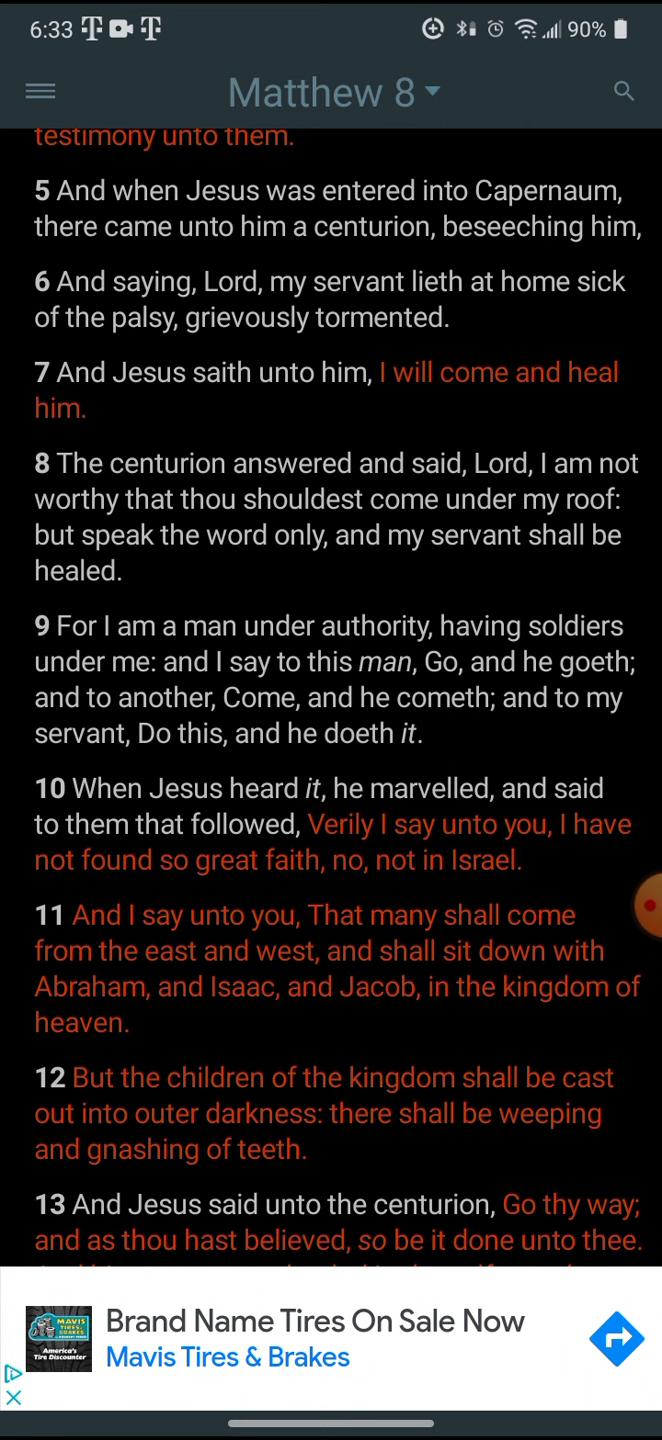 6:33 90%
Matthew 8
testimony unto them.
5 And when Jesus was entered into Capernaum,
there came unto him a centurion, beseeching him,
6 And saying, Lord, my servant lieth at home sick
of the palsy, grievously tormented.
7 And Jesus saith unto him, I will come and heal
him.
8 The centurion answered and said, Lord, I am not
worthy that thou shouldest come under my roof:
but speak the word only, and my servant shall be
healed.
9 For I am a man under authority, having soldiers
under me: and I say to this man, Go, and he goeth;
and to another, Come, and he cometh; and to my
servant, Do this, and he doeth it.
10 When Jesus heard it, he marvelled, and said
to them that followed, Verily I say unto you, I have
not found so great faith, no, not in Israel.
11 And I say unto you, That many shall come
from the east and west, and shall sit down with
Abraham, and Isaac, and Jacob, in the kingdom of
heaven.
12 But the children of the kingdom shall be cast
out into outer darkness: there shall be weeping
and gnashing of teeth.
13 And Jesus said unto the centurion, Go thy way;
and as thou hast believed, so be it done unto thee.
MAVIS
TIRES &
BRAKES
America's
Tire Discounter
Brand Name Tires On Sale Now
Mavis Tires & Brakes